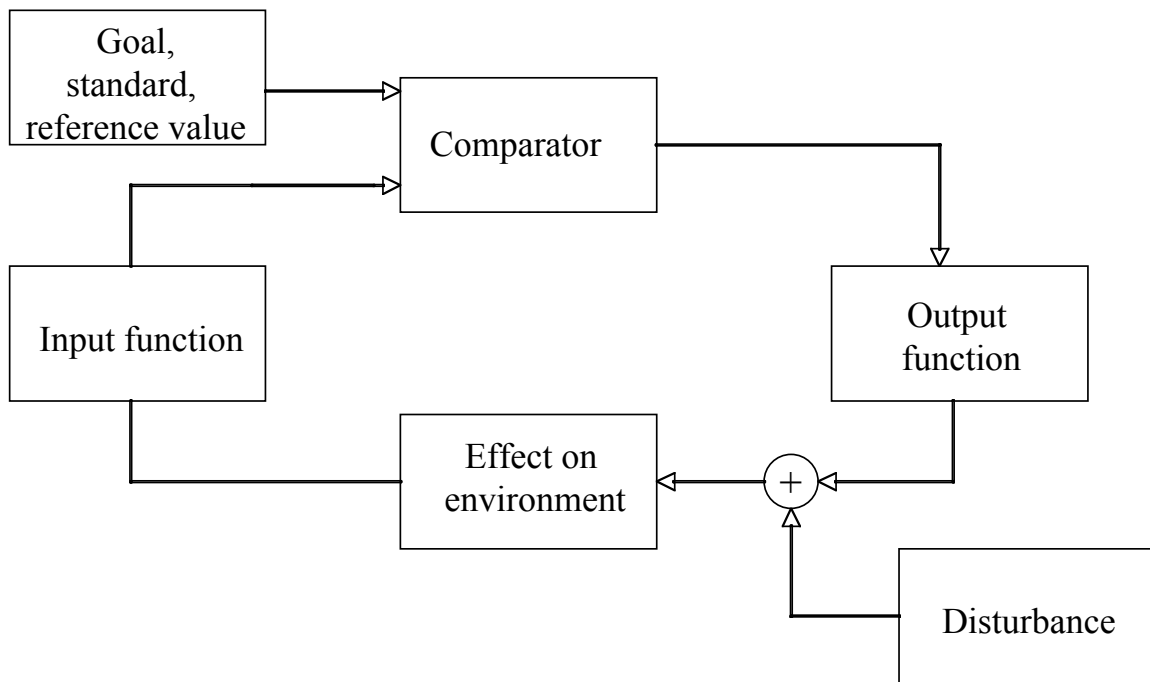 Goal,
standard,
reference value
Comparator
Input function
Output
function
Effect on
environment
+
Disturbance